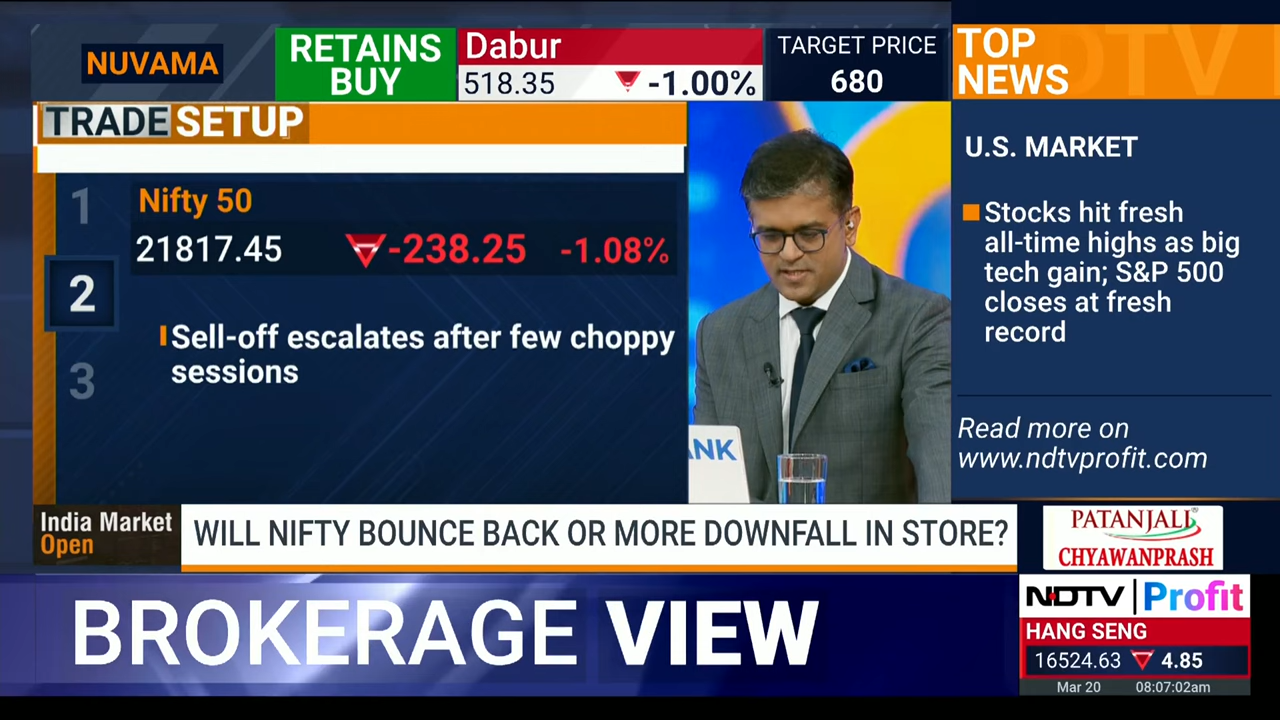 NUVAMA
RETAINS
BUY
Dabur
518.35 -1.00%
TARGET PRICE
680
TOP
NEWS
TRADE SETUP
1
2
3
Nifty 50
21817.45 -238.25 -1.08%
Sell-off escalates after few choppy
sessions
ANK
U.S. MARKET
Stocks hit fresh
all-time highs as big
tech gain; S&P 500
closes at fresh
record
Read more on
www.ndtvprofit.com
India Market
Open
WILL NIFTY BOUNCE BACK OR MORE DOWNFALL IN STORE?
PATANJALI
CHYAWANPRASH
BROKERAGE VIEW
NDTV Profit
HANG SENG
16524.63 4.85
Mar 20 08:07:02am